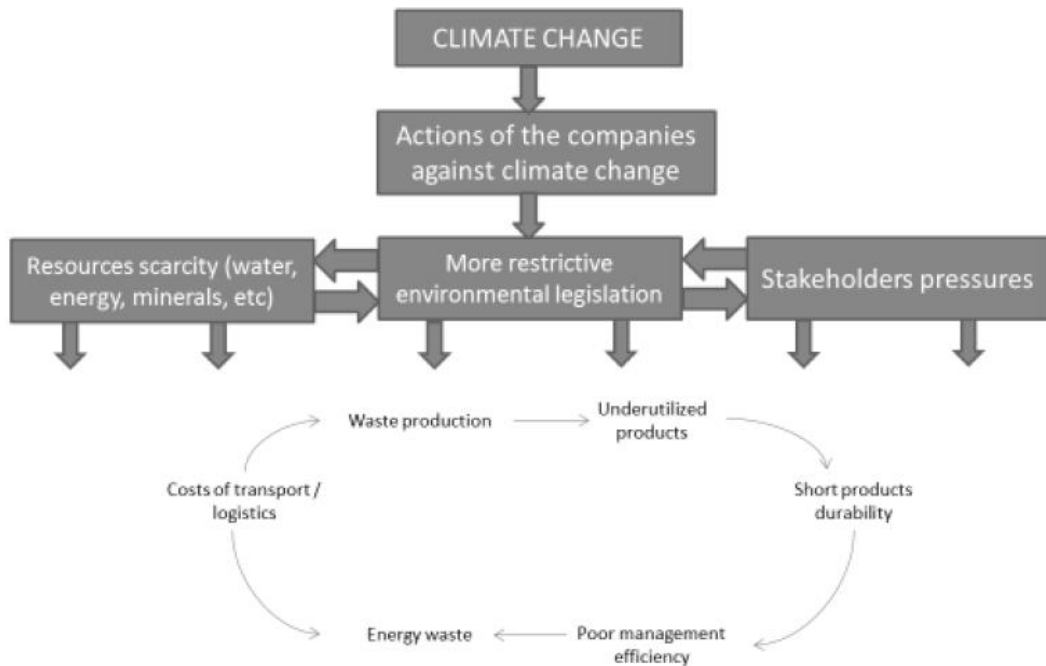 CLIMATE CHANGE
Actions of the companies
against climate change
Resources scarcity (water,
energy, minerals, etc)
More restrictive
environmental legislation
Stakeholders pressures
Waste production
Underutilized
products
Costs of transport /
logistics
Short products
durability
Energy waste
Poor management
efficiency